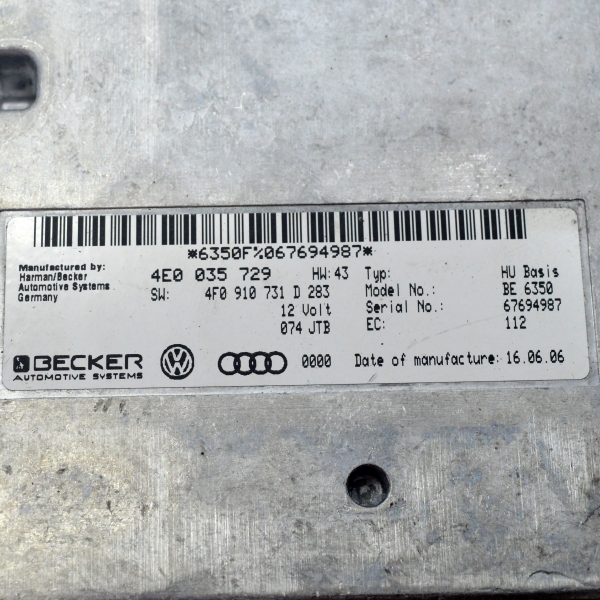 *6350F%067694987*
Manufactured by:
Harman/Becker
Automotive Systems
Germany
4E0 035 729 HW: 43 Typ: HU Basis
SW: 4F0 910 731 D 283 Model No.: BE 6350
12 Volt Serial No.: 67694987
074 JTB EC: 112
BECKER
AUTOMOTIVE SYSTEMS
VW
0000 Date of manufacture: 16.06.06